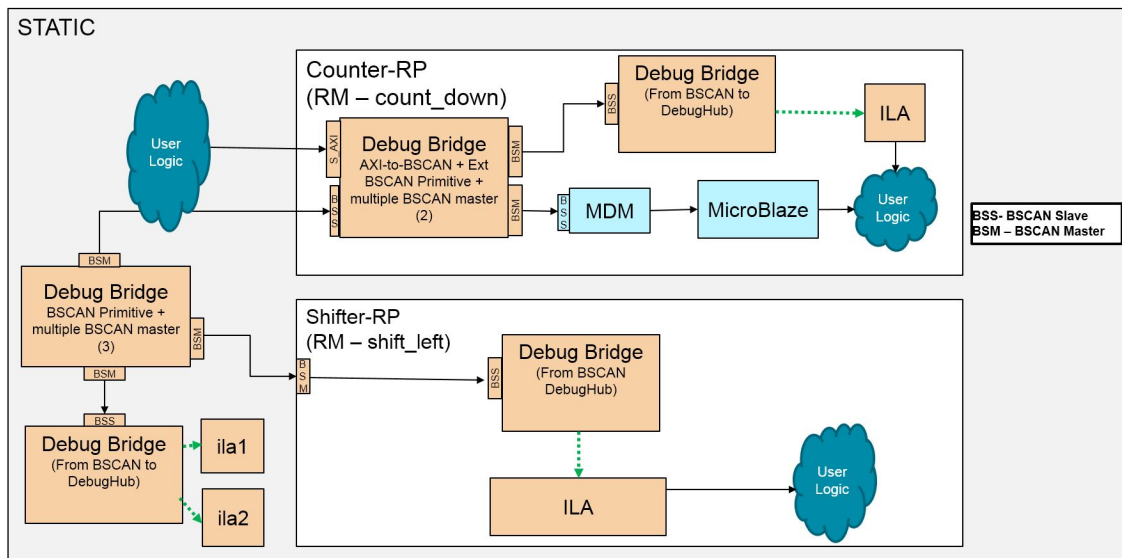 STATIC
Counter-RP
(RM – count_down)
User
Logic
S_AXI
BSS
Debug Bridge
AXI-to-BSCAN + Ext
BSCAN Primitive +
multiple BSCAN master
(2)
BSM
BSM
BSS
Debug Bridge
(From BSCAN to
DebugHub)
ILA
BSS
MDM
MicroBlaze
User
Logic
BSS- BSCAN Slave
BSM – BSCAN Master
BSM
Debug Bridge
BSCAN Primitive +
multiple BSCAN master
(3)
BSM
BSM
BSS
Debug Bridge
(From BSCAN to
DebugHub)
ila1
ila2
Shifter-RP
(RM – shift_left)
BSM
BSS
Debug Bridge
(From BSCAN
DebugHub)
ILA
User
Logic